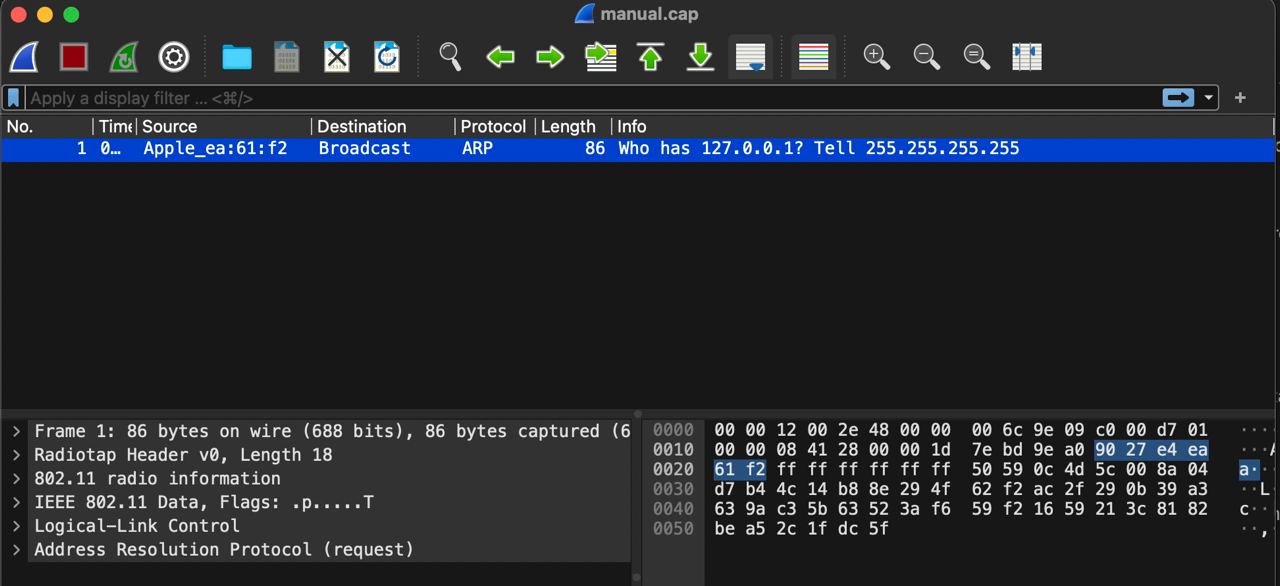 manual.cap
Apply a display filter ... <⌘/>
No. Time Source Destination Protocol Length Info
1 0… Apple_ea:61:f2 Broadcast ARP 86 Who has 127.0.0.1? Tell 255.255.255.255
Frame 1: 86 bytes on wire (688 bits), 86 bytes captured (6
Radiotap Header v0, Length 18
802.11 radio information
IEEE 802.11 Data, Flags: .p.....T
Logical-Link Control
Address Resolution Protocol (request)
0000 00 00 12 00 2e 48 00 00 00 6c 9e 09 c0 00 d7 01 ····
0010 00 00 08 41 28 00 00 1d 7e bd 9e a0 90 27 e4 ea ···A
0020 61 f2 ff ff ff ff ff ff 50 59 0c 4d 5c 00 8a 04 a·
0030 d7 b4 4c 14 b8 8e 29 4f 62 f2 ac 2f 29 0b 39 a3 ··L
0040 63 9a c3 5b 63 52 3a f6 59 f2 16 59 21 3c 81 82 c··
0050 be a5 2c 1f dc 5f ··,